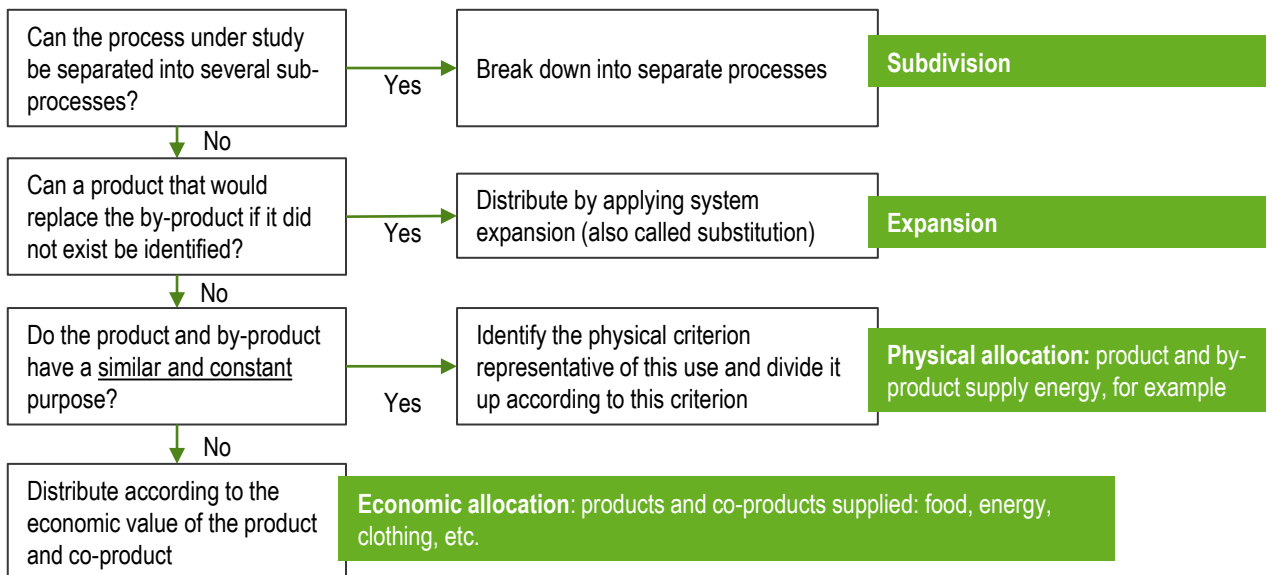 Can the process under study
be separated into several sub-
processes?
Yes
Break down into separate processes
Subdivision
No
Can a product that would
replace the by-product if it did
not exist be identified?
Yes
Distribute by applying system
expansion (also called substitution)
Expansion
No
Do the product and by-product
have a similar and constant
purpose?
Yes
Identify the physical criterion
representative of this use and divide it
up according to this criterion
Physical allocation: product and by-
product supply energy, for example
No
Distribute according to the
economic value of the product
and co-product
Economic allocation: products and co-products supplied: food, energy,
clothing, etc.